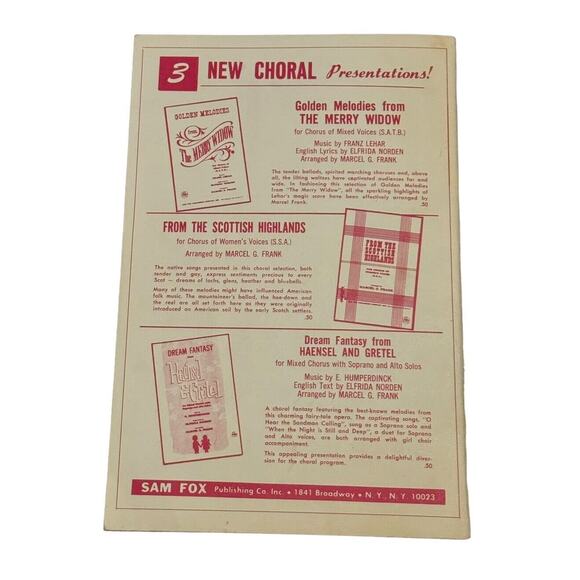 3 NEW CHORAL Presentations!
GOLDEN MELODIES
from
The MERRY WIDOW
Golden Melodies from
THE MERRY WIDOW
for Chorus of Mixed Voices (S.A.T.B.)
Music by FRANZ LEHAR
English Lyrics by ELFRIDA NORDEN
Arranged by MARCEL G. FRANK
The tender ballads, spirited marching choruses and, above
all, the lilting waltzes have captivated audiences far and
wide. In fashioning this selection of Golden Melodies
from "The Merry Widow", all the sparkling highlights of
Lehar's magic score have been effectively arranged by
Marcel Frank. .50
FROM THE SCOTTISH HIGHLANDS
for Chorus of Women's Voices (S.S.A.)
Arranged by MARCEL G. FRANK
The native songs presented in this choral selection, both
tender and gay, express sentiments precious to every
Scot — dreams of lochs, glens, heather and bluebells.
Many of these melodies might have influenced American
folk music. The mountaineer's ballad, the hoe-down and
the reel are all set forth here as they were originally
introduced on American soil by the early Scotch settlers.
.50
FROM THE
SCOTTISH
HIGHLANDS
MARCEL G. FRANK
DREAM FANTASY
from
Haensel
& Gretel
Dream Fantasy from
HAENSEL AND GRETEL
for Mixed Chorus with Soprano and Alto Solos
Music by E. HUMPERDINCK
English Text by ELFRIDA NORDEN
Arranged by MARCEL G. FRANK
A choral fantasy featuring the best-known melodies from
this charming fairy-tale opera. The captivating songs, "O
Hear the Sandman Calling", sung as a Soprano solo and
"When the Night is Still and Deep", a duet for Soprano
and Alto voices, are both arranged with girl choir
accompaniment.
This appealing presentation provides a delightful diver-
sion for the choral program. .50
SAM FOX Publishing Co. Inc. • 1841 Broadway • N. Y., N. Y. 10023